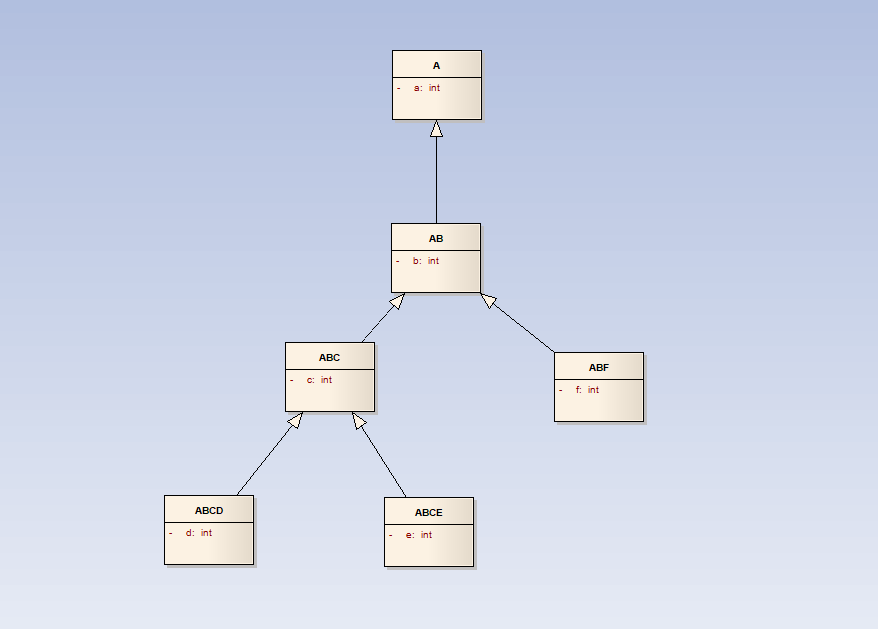 A
- a: int
AB
- b: int
ABC
- c: int
ABF
- f: int
ABCD
- d: int
ABCE
- e: int